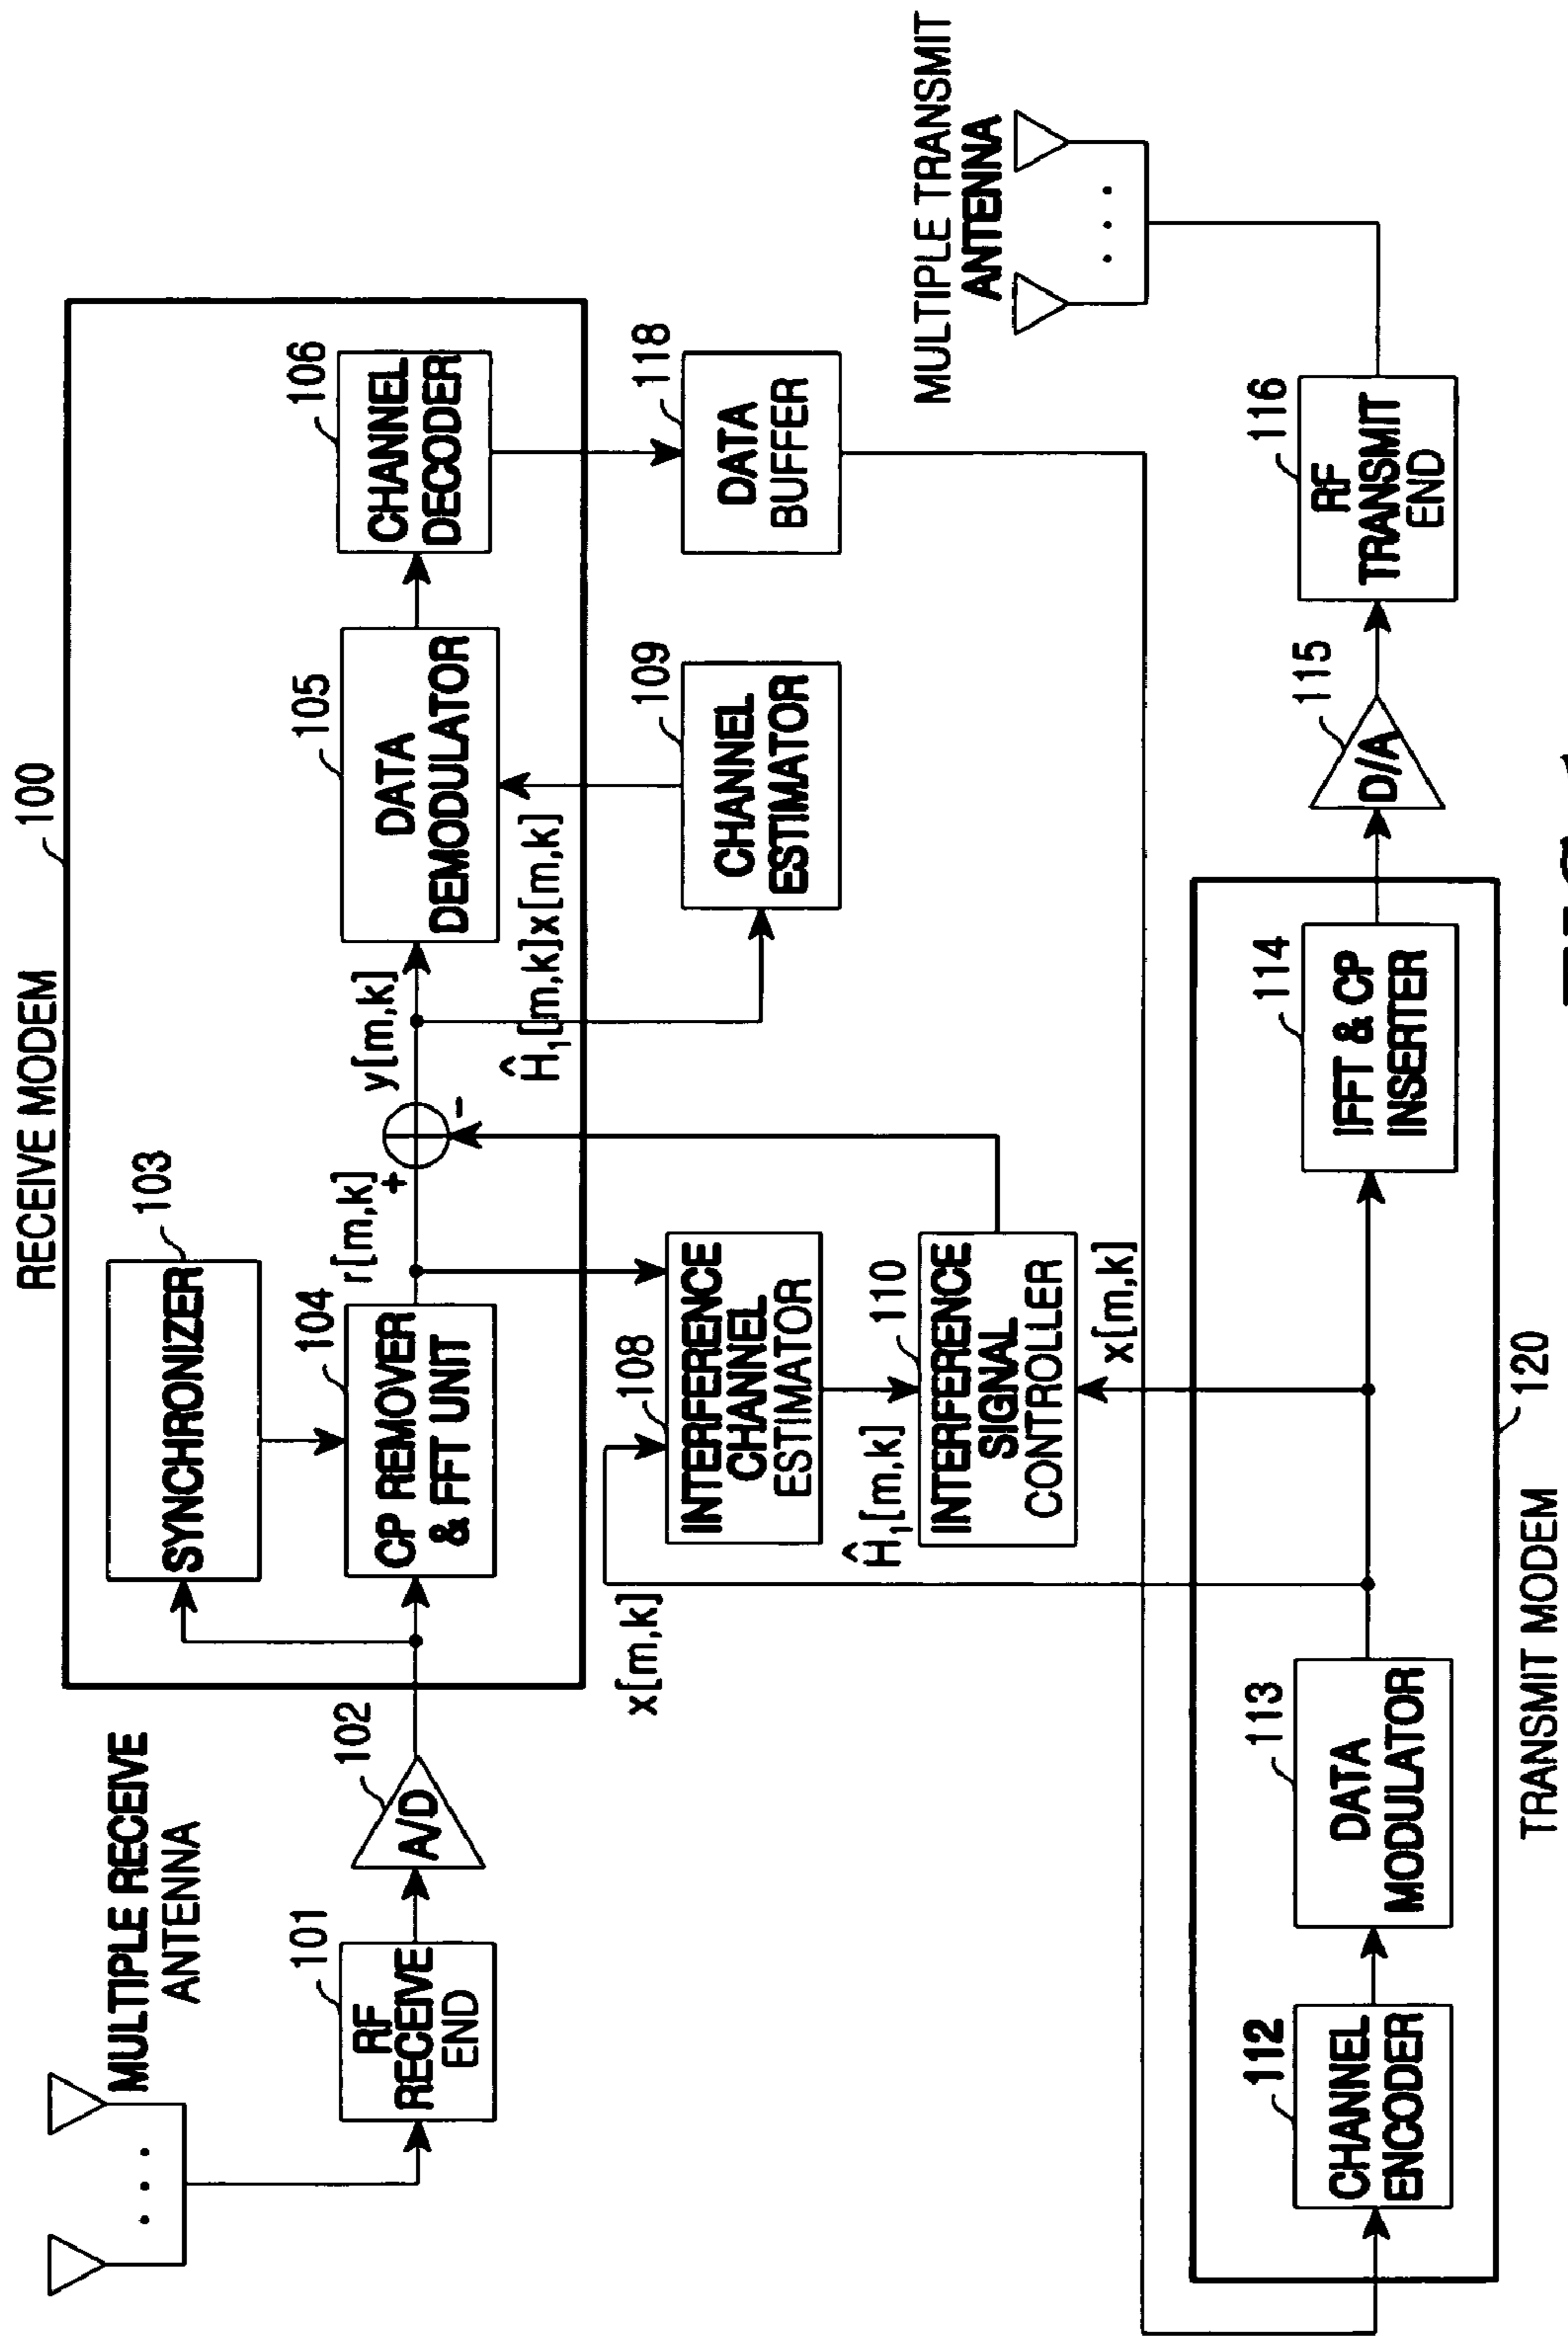 RECEIVE MODEM
100
MULTIPLE RECEIVE
ANTENNA
101
RF
RECEIVE
END
102
A/D
103
SYNCHRONIZER
104
CP REMOVER
& FFT UNIT
r[m,k]
+
-
y[m,k]
Ĥ₁[m,k]x[m,k]
105
DATA
DEMODULATOR
106
CHANNEL
DECODER
x[m,k]
108
INTERFERENCE
CHANNEL
ESTIMATOR
109
CHANNEL
ESTIMATOR
118
DATA
BUFFER
Ĥ₁[m,k]
110
INTERFERENCE
SIGNAL
CONTROLLER
x[m,k]
MULTIPLE TRANSMIT
ANTENNA
112
CHANNEL
ENCODER
113
DATA
MODULATOR
114
IFFT & CP
INSERTER
115
D/A
116
RF
TRANSMIT
END
TRANSMIT MODEM
120